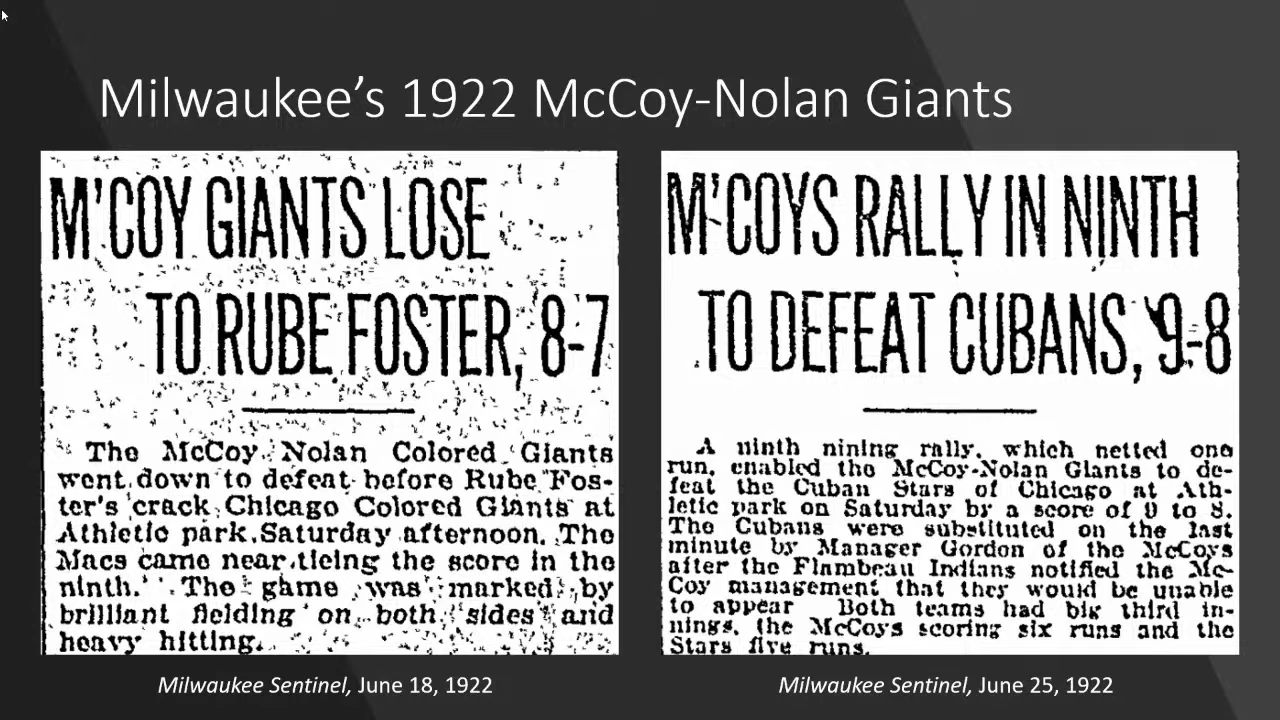 Milwaukee’s 1922 McCoy-Nolan Giants
M'COY GIANTS LOSE
TO RUBE FOSTER, 8-7
The McCoy Nolan Colored Giants
went down to defeat before Rube Fos-
ter's crack Chicago Colored Giants at
Athletic park Saturday afternoon. The
Macs came near tieing the score in the
ninth. The game was marked by
brilliant fielding on both sides and
heavy hitting.
Milwaukee Sentinel, June 18, 1922
M'COYS RALLY IN NINTH
TO DEFEAT CUBANS, 9-8
A ninth nining rally, which netted one
run, enabled the McCoy-Nolan Giants to de-
feat the Cuban Stars of Chicago at Ath-
letic park on Saturday by a score of 9 to 8.
The Cubans were substituted on the last
minute by Manager Gordon of the McCoys
after the Flambeau Indians notified the Mc-
Coy management that they would be unable
to appear Both teams had big third in-
nings, the McCoys scoring six runs and the
Stars five runs.
Milwaukee Sentinel, June 25, 1922